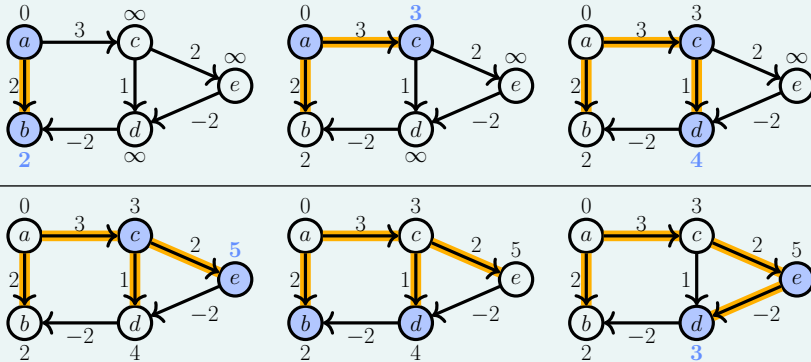 0 ∞ 3 0 3
a 3 c a 3 c a 3 c
2 ∞ 2 ∞ 2 ∞
2 1 e 2 1 e 2 1 e
b -2 d -2 b -2 d -2 b -2 d -2
2 ∞ 2 ∞ 2 4
0 3 0 3 0 3
a 3 c a 3 c a 3 c
2 5 2 5 2 5
2 1 e 2 1 e 2 1 e
b -2 d -2 b -2 d -2 b -2 d -2
2 4 2 4 2 3